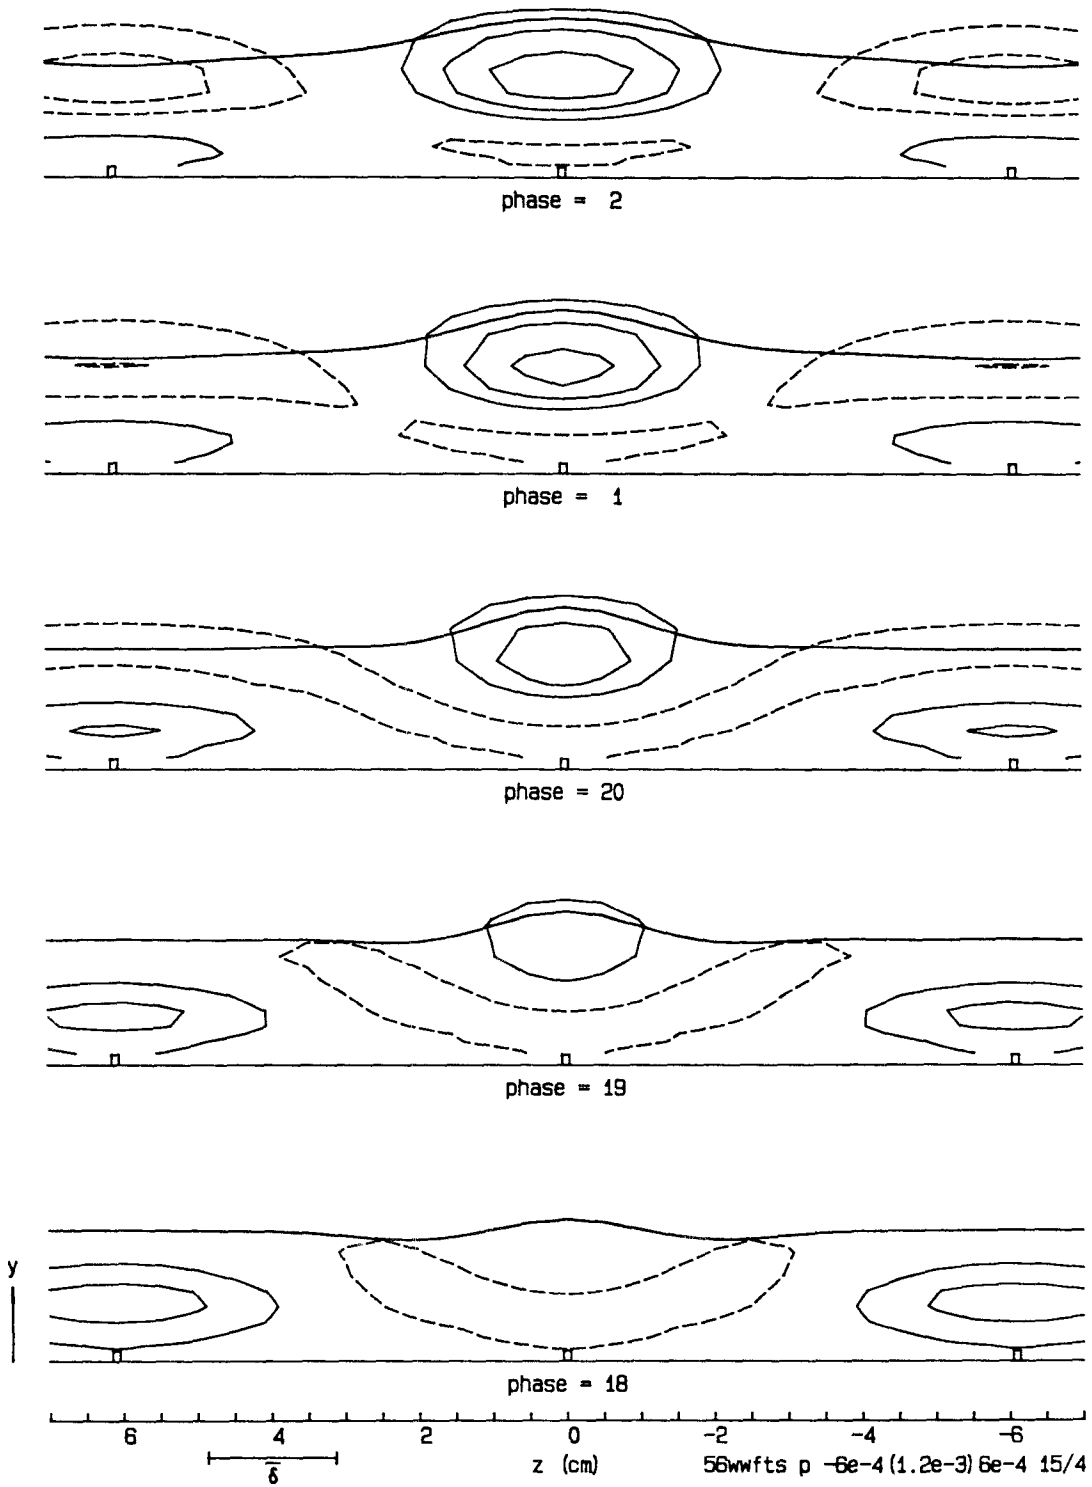 phase = 2
phase = 1
phase = 20
phase = 19
y
phase = 18
6 4 2 0 -2 -4 -6
δ̅ z (cm) 56wwfts p -6e-4(1.2e-3)6e-4 15/4